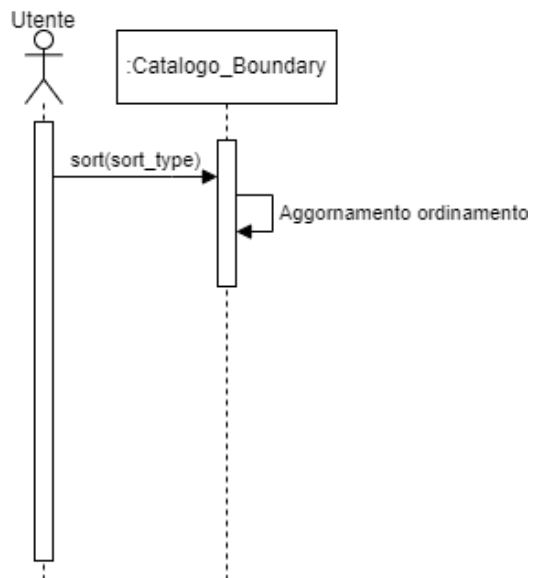 Utente
:Catalogo_Boundary
sort(sort_type)
Aggornamento ordinamento